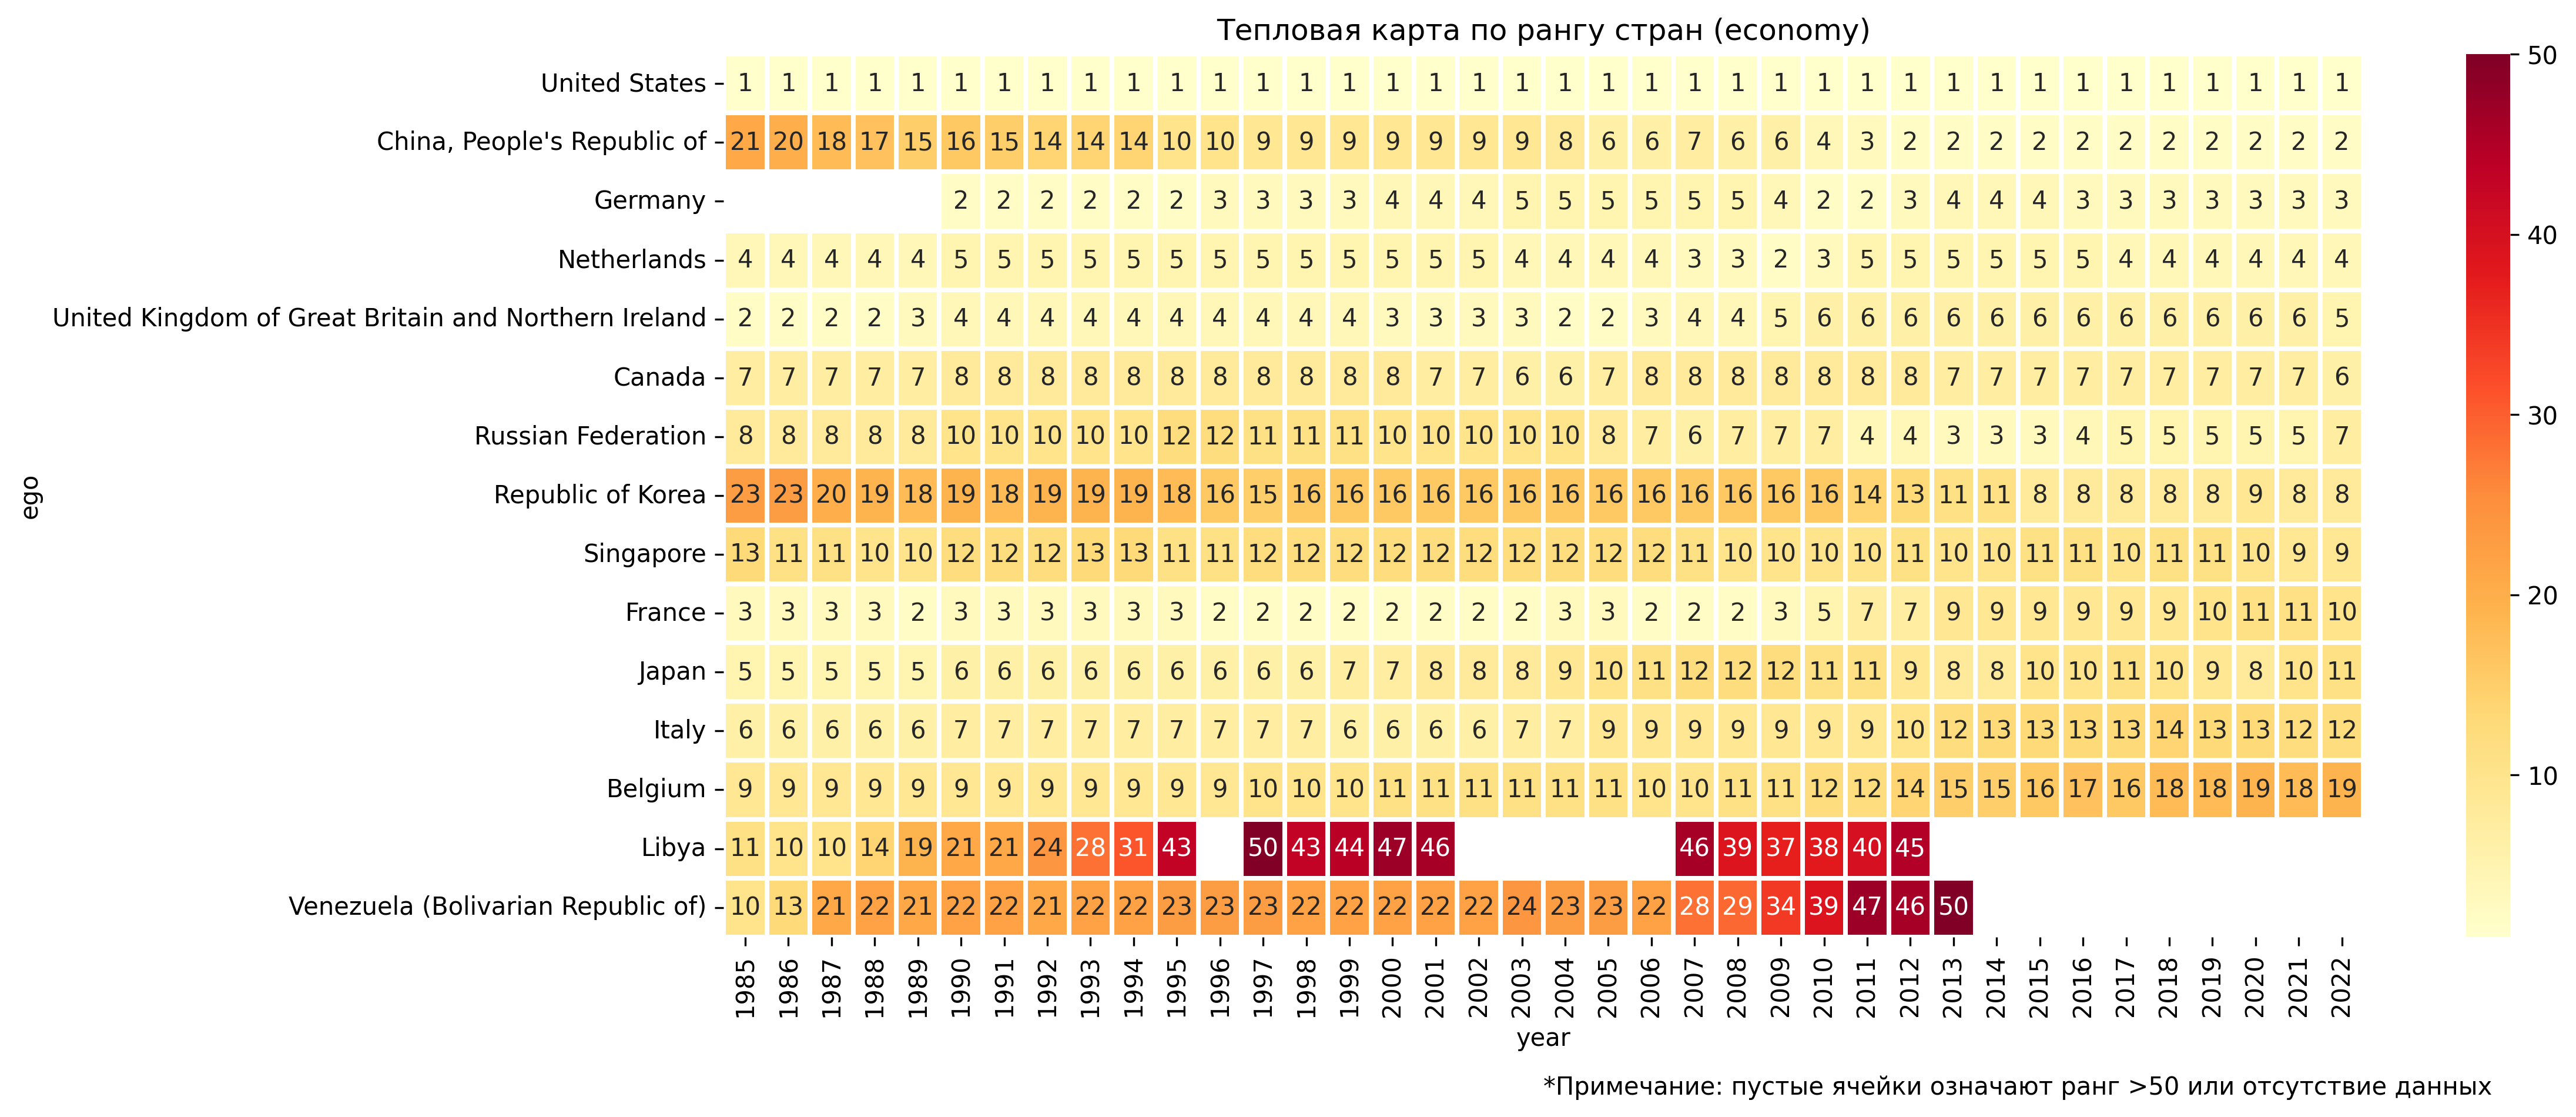 Тепловая карта по рангу стран (economy)
United States 1 1 1 1 1 1 1 1 1 1 1 1 1 1 1 1 1 1 1 1 1 1 1 1 1 1 1 1 1 1 1 1 1 1 1 1 1 1
China, People's Republic of 21 20 18 17 15 16 15 14 14 14 10 10 9 9 9 9 9 9 9 8 6 6 7 6 6 4 3 2 2 2 2 2 2 2 2 2 2 2
Germany 2 2 2 2 2 2 3 3 3 3 4 4 4 5 5 5 5 5 5 4 2 2 3 4 4 4 3 3 3 3 3 3 3
Netherlands 4 4 4 4 4 5 5 5 5 5 5 5 5 5 5 5 5 5 4 4 4 4 3 3 2 3 5 5 5 5 5 5 4 4 4 4 4 4
United Kingdom of Great Britain and Northern Ireland 2 2 2 2 3 4 4 4 4 4 4 4 4 4 4 3 3 3 3 2 2 3 4 4 5 6 6 6 6 6 6 6 6 6 6 6 6 5
Canada 7 7 7 7 7 8 8 8 8 8 8 8 8 8 8 8 7 7 6 6 7 8 8 8 8 8 8 8 7 7 7 7 7 7 7 7 7 6
Russian Federation 8 8 8 8 8 10 10 10 10 10 12 12 11 11 11 10 10 10 10 10 8 7 6 7 7 7 4 4 3 3 3 4 5 5 5 5 5 7
Republic of Korea 23 23 20 19 18 19 18 19 19 19 18 16 15 16 16 16 16 16 16 16 16 16 16 16 16 16 14 13 11 11 8 8 8 8 8 9 8 8
Singapore 13 11 11 10 10 12 12 12 13 13 11 11 12 12 12 12 12 12 12 12 12 12 11 10 10 10 10 11 10 10 11 11 10 11 11 10 9 9
France 3 3 3 3 2 3 3 3 3 3 3 2 2 2 2 2 2 2 2 3 3 2 2 2 3 5 7 7 9 9 9 9 9 9 10 11 11 10
Japan 5 5 5 5 5 6 6 6 6 6 6 6 6 6 7 7 8 8 8 9 10 11 12 12 12 11 11 9 8 8 10 10 11 10 9 8 10 11
Italy 6 6 6 6 6 7 7 7 7 7 7 7 7 7 6 6 6 6 7 7 9 9 9 9 9 9 9 10 12 13 13 13 13 14 13 13 12 12
Belgium 9 9 9 9 9 9 9 9 9 9 9 9 10 10 10 11 11 11 11 11 11 10 10 11 11 12 12 14 15 15 16 17 16 18 18 19 18 19
Libya 11 10 10 14 19 21 21 24 28 31 43 50 43 44 47 46 46 39 37 38 40 45
Venezuela (Bolivarian Republic of) 10 13 21 22 21 22 22 21 22 22 23 23 23 22 22 22 22 22 24 23 23 22 28 29 34 39 47 46 50
1985 1986 1987 1988 1989 1990 1991 1992 1993 1994 1995 1996 1997 1998 1999 2000 2001 2002 2003 2004 2005 2006 2007 2008 2009 2010 2011 2012 2013 2014 2015 2016 2017 2018 2019 2020 2021 2022
year
ego
50
40
30
20
10
*Примечание: пустые ячейки означают ранг >50 или отсутствие данных